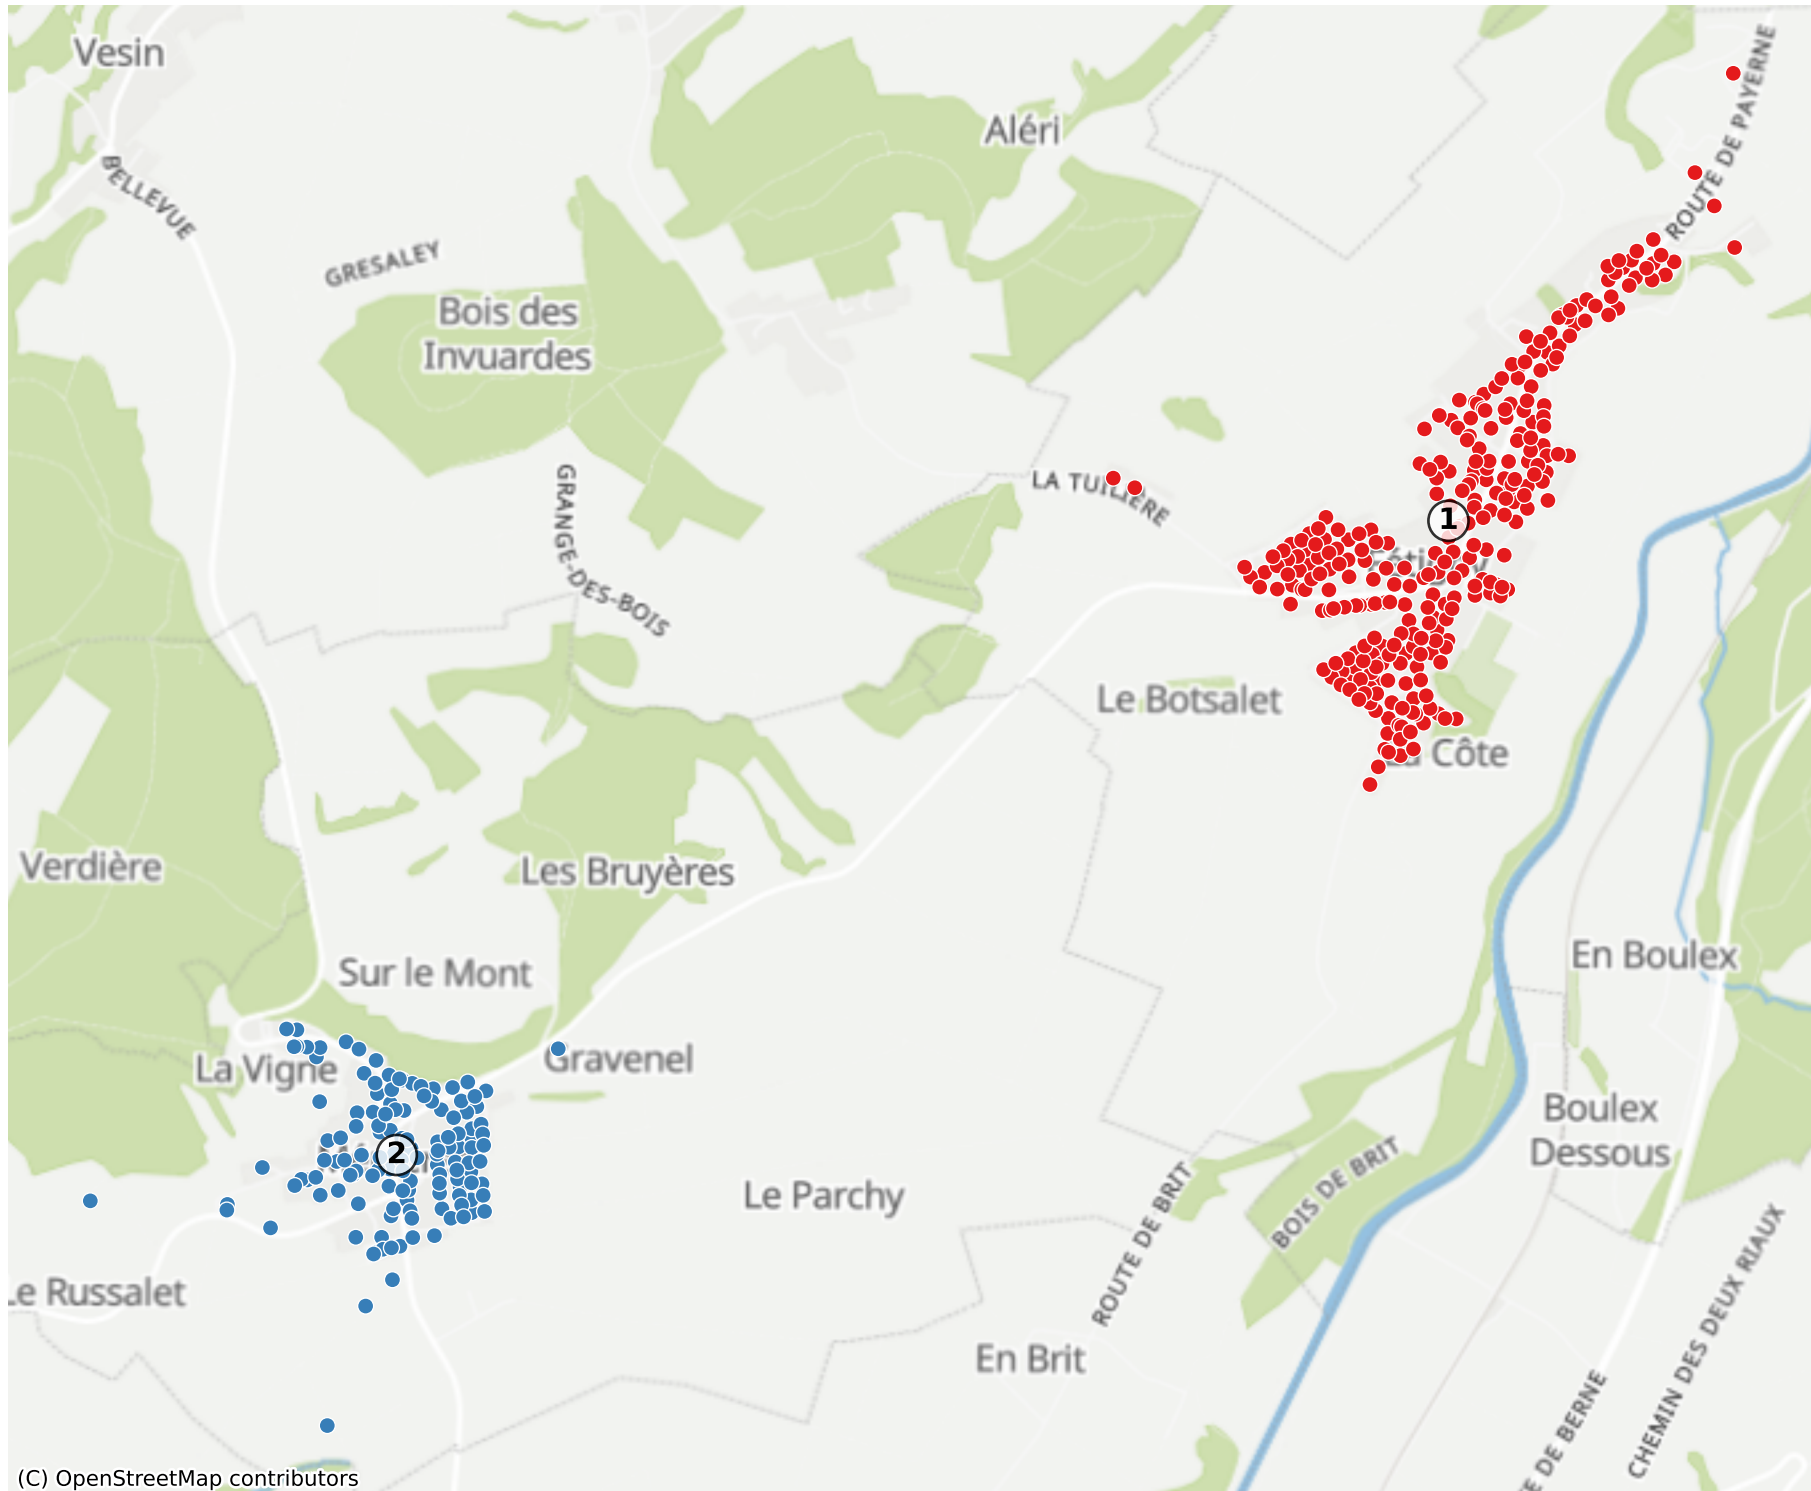 Vesin
ROUTE DE PAYERNE
Aléri
BELLEVUE
GRESALEY
Bois des
Invuardes
GRANGE-DES-BOIS
LA TUILIÈRE
1
Le Botsalet
Côte
Verdière
Les Bruyères
En Boulex
Sur le Mont
La Vigne
Gravenel
Boulex
Dessous
2
Le Parchy
ROUTE DE BRIT
BOIS DE BRIT
Le Russalet
En Brit
CHEMIN DES DEUX RIAUX
DE BERNE
(C) OpenStreetMap contributors